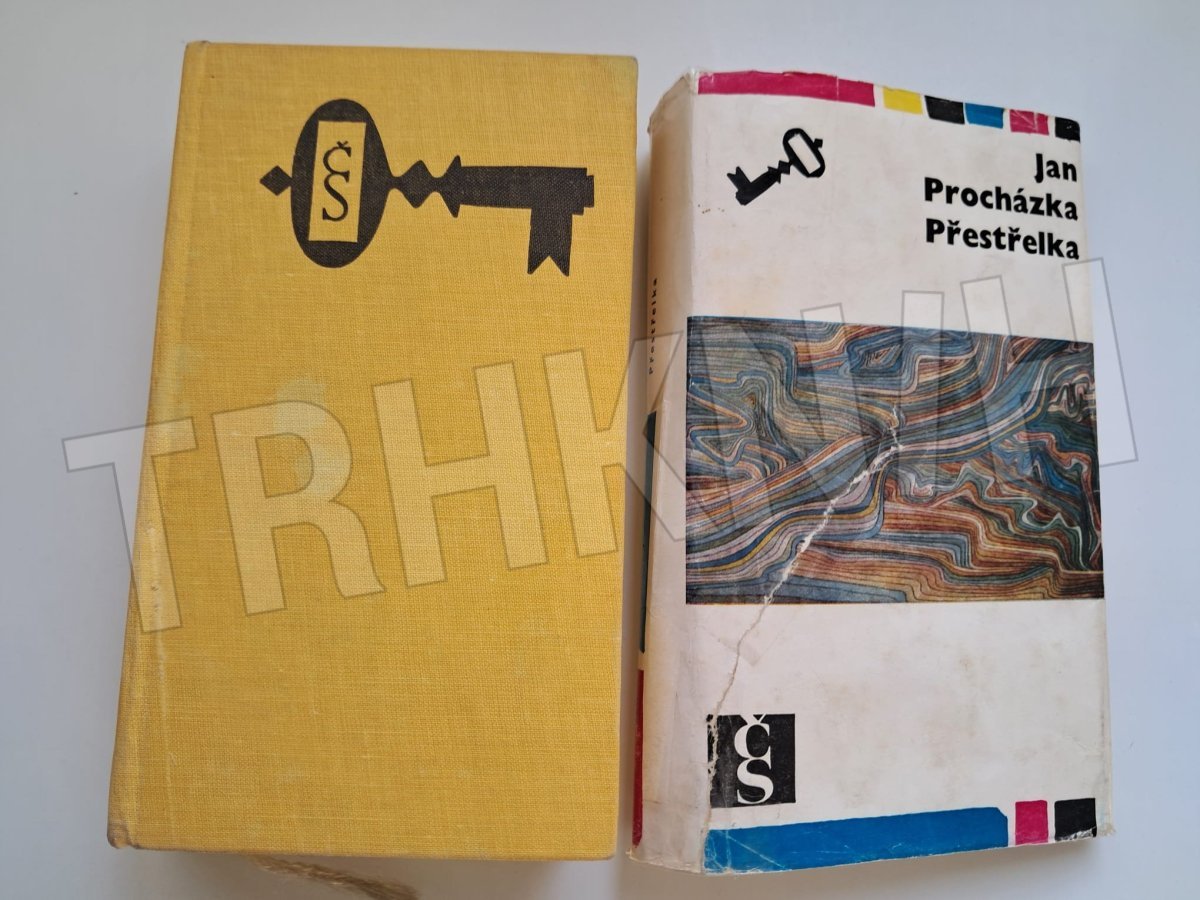 ČS
Jan
Procházka
Přestřelka
Přestřelka
ČS
TRHKNIH